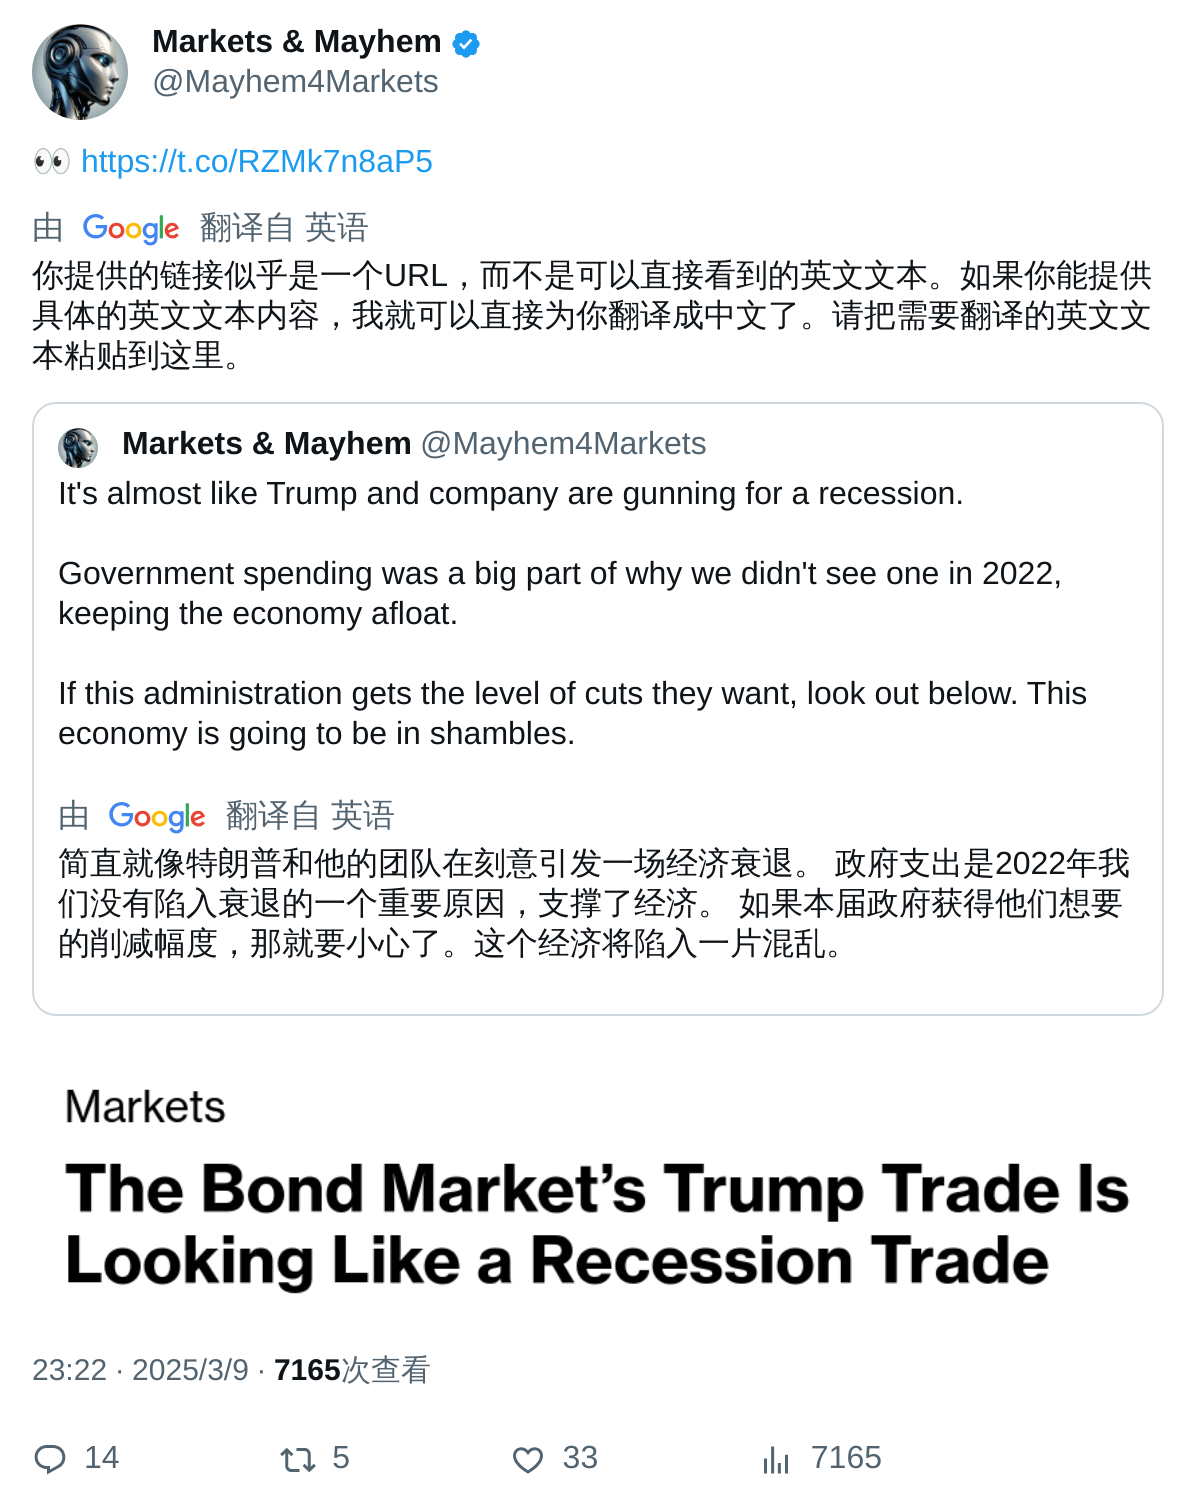 Markets & Mayhem
@Mayhem4Markets
👀 https://t.co/RZMk7n8aP5
由 Google 翻译自 英语
你提供的链接似乎是一个URL，而不是可以直接看到的英文文本。如果你能提供
具体的英文文本内容，我就可以直接为你翻译成中文了。请把需要翻译的英文文
本粘贴到这里。
Markets & Mayhem @Mayhem4Markets
It's almost like Trump and company are gunning for a recession.
Government spending was a big part of why we didn't see one in 2022,
keeping the economy afloat.
If this administration gets the level of cuts they want, look out below. This
economy is going to be in shambles.
由 Google 翻译自 英语
简直就像特朗普和他的团队在刻意引发一场经济衰退。 政府支出是2022年我
们没有陷入衰退的一个重要原因，支撑了经济。 如果本届政府获得他们想要
的削减幅度，那就要小心了。这个经济将陷入一片混乱。
Markets
The Bond Market’s Trump Trade Is
Looking Like a Recession Trade
23:22 · 2025/3/9 · 7165次查看
14 5 33 7165